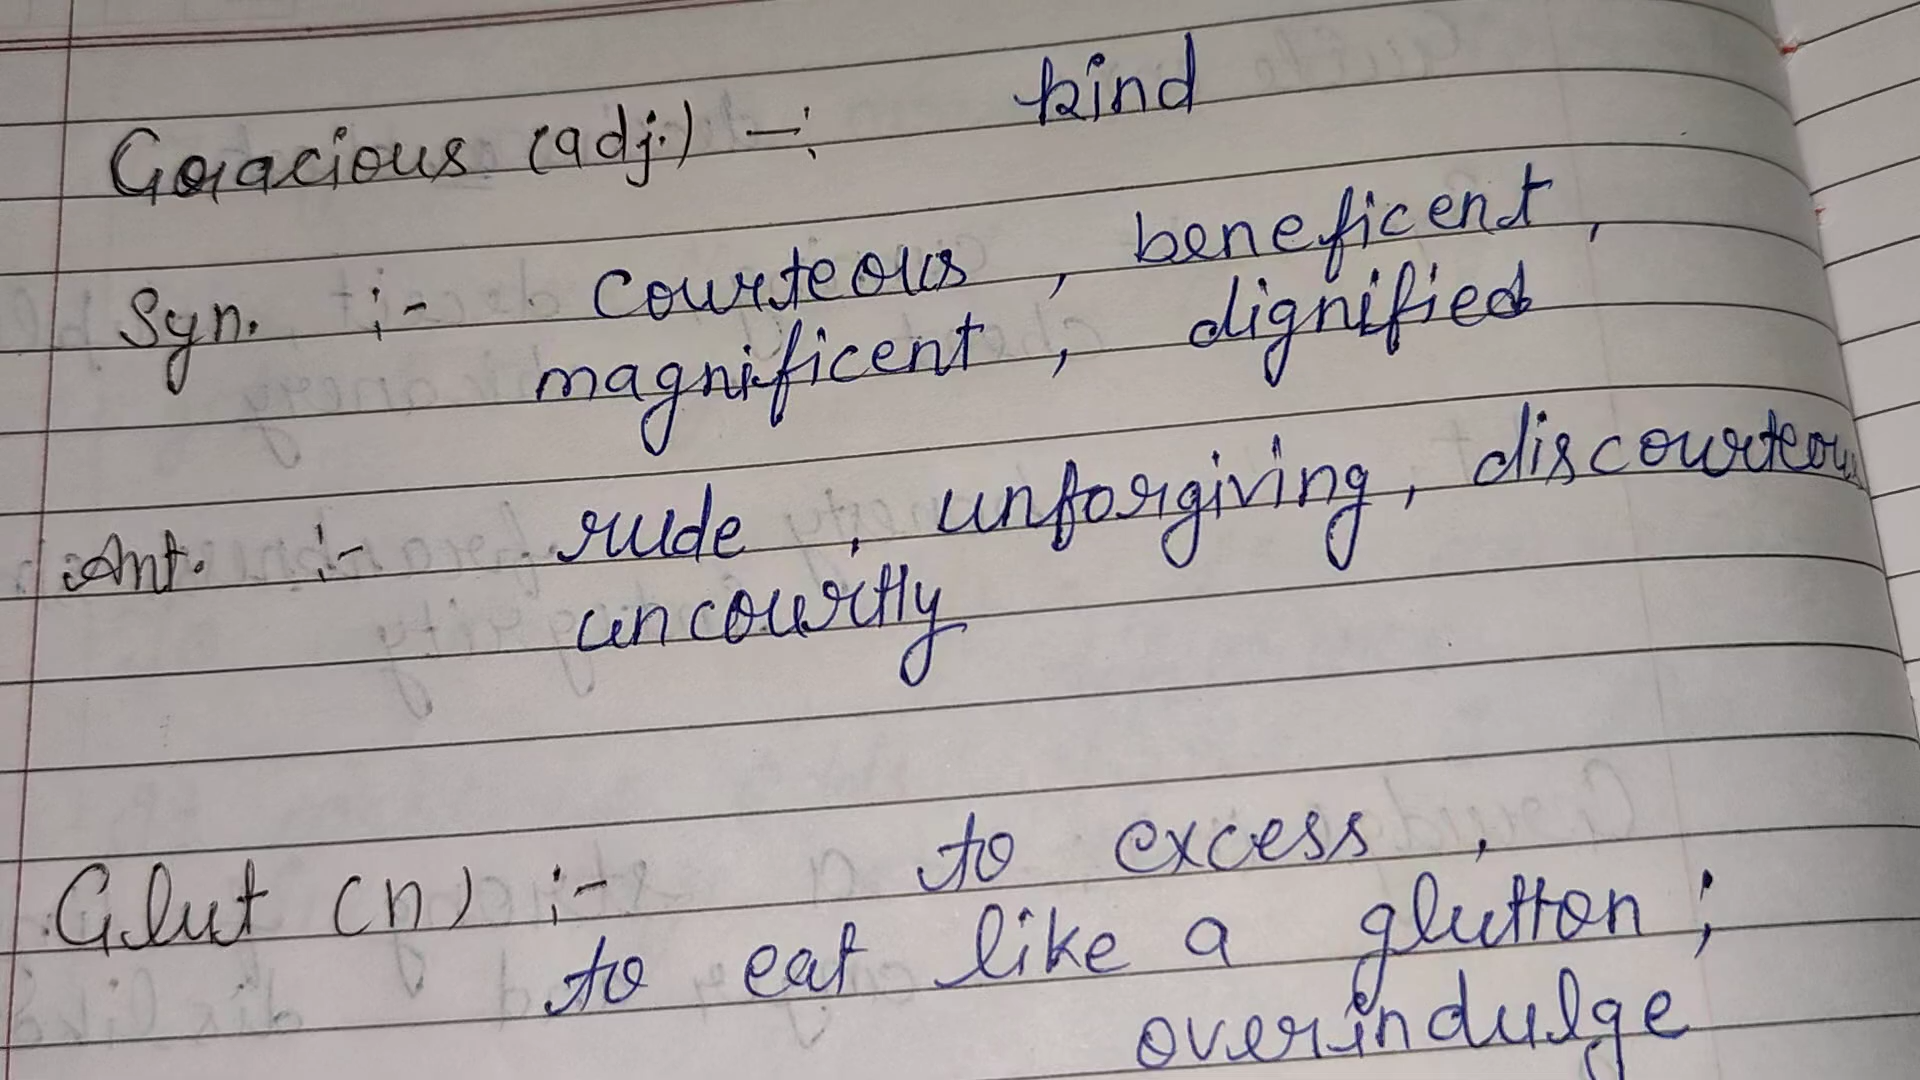 Gracious (adj.) -: kind
Syn. :- Courteous, beneficent,
magnificent, dignified
Ant. :- rude, unforgiving, discourteous
uncourtly
Glut (n) :- to excess,
to eat like a glutton;
overindulge